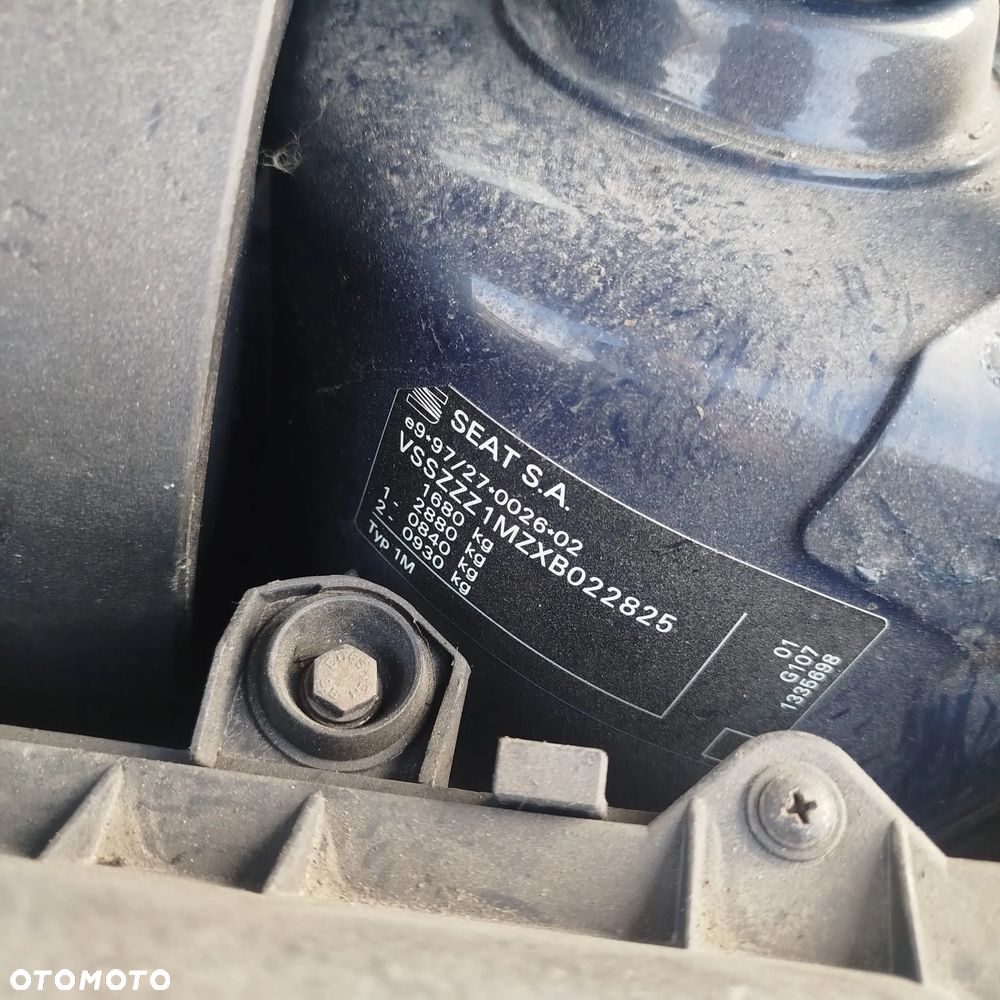 SEAT S.A.
e9*97/27*0026*02
VSSZZZ1MZXB022825
1680 kg
2880 kg
1- 0840 kg
2- 0930 kg
Typ 1M
01
G107
1335698
OTOMOTO